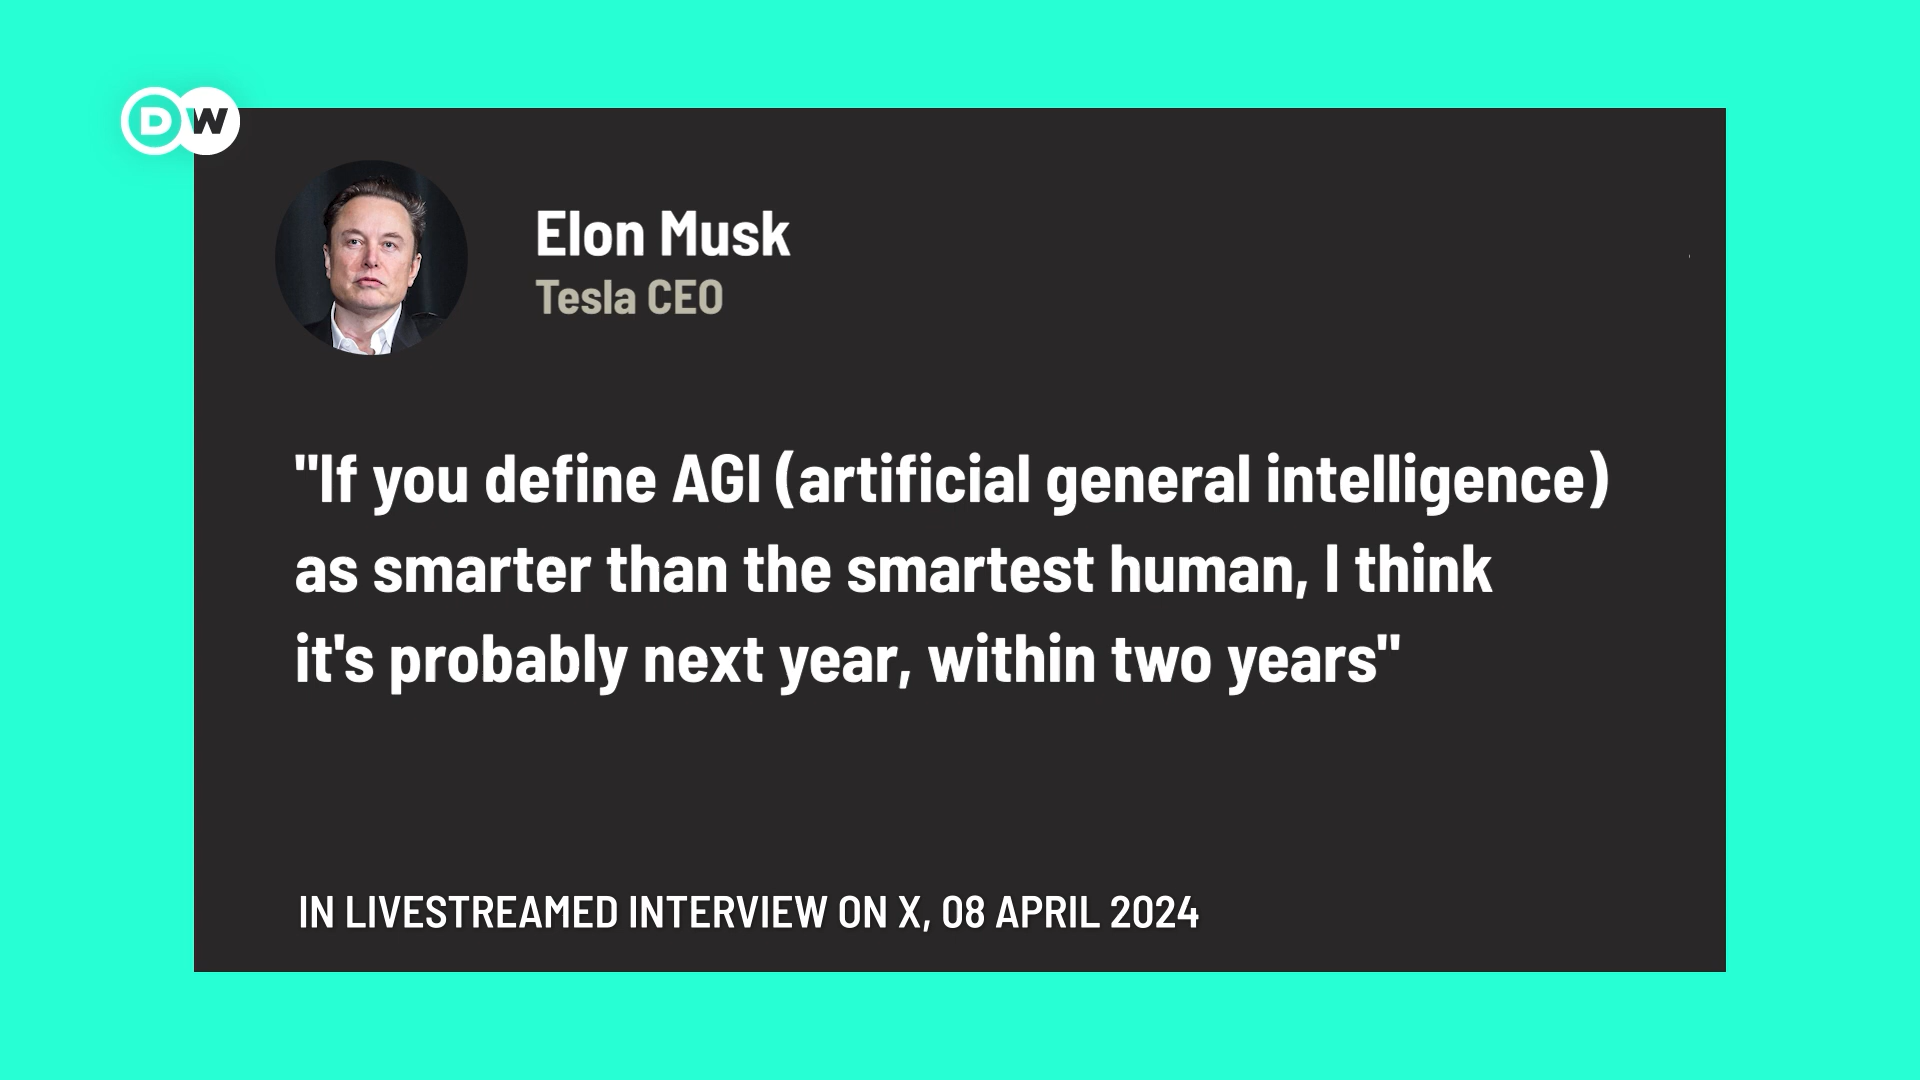 DW
Elon Musk
Tesla CEO
"If you define AGI (artificial general intelligence)
as smarter than the smartest human, I think
it's probably next year, within two years"
IN LIVESTREAMED INTERVIEW ON X, 08 APRIL 2024